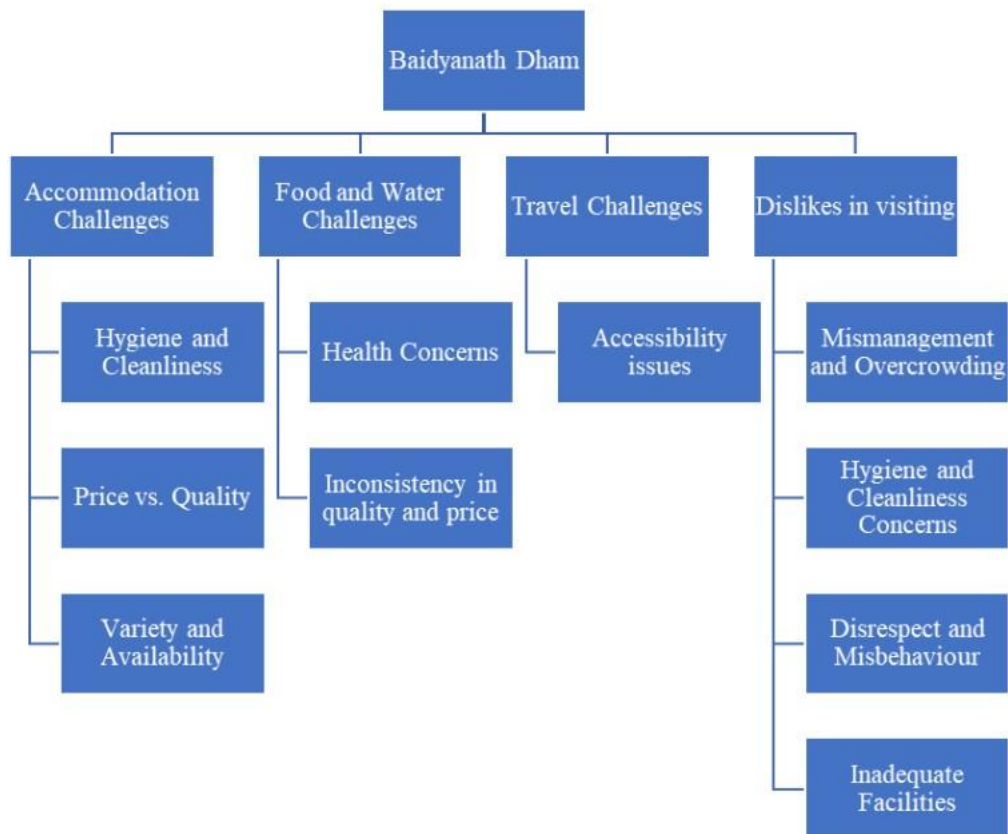 Baidyanath Dham
Accommodation
Challenges
Hygiene and
Cleanliness
Price vs. Quality
Variety and
Availability
Food and Water
Challenges
Health Concerns
Inconsistency in
quality and price
Travel Challenges
Accessibility
issues
Dislikes in visiting
Mismanagement
and Overcrowding
Hygiene and
Cleanliness
Concerns
Disrespect and
Misbehaviour
Inadequate
Facilities